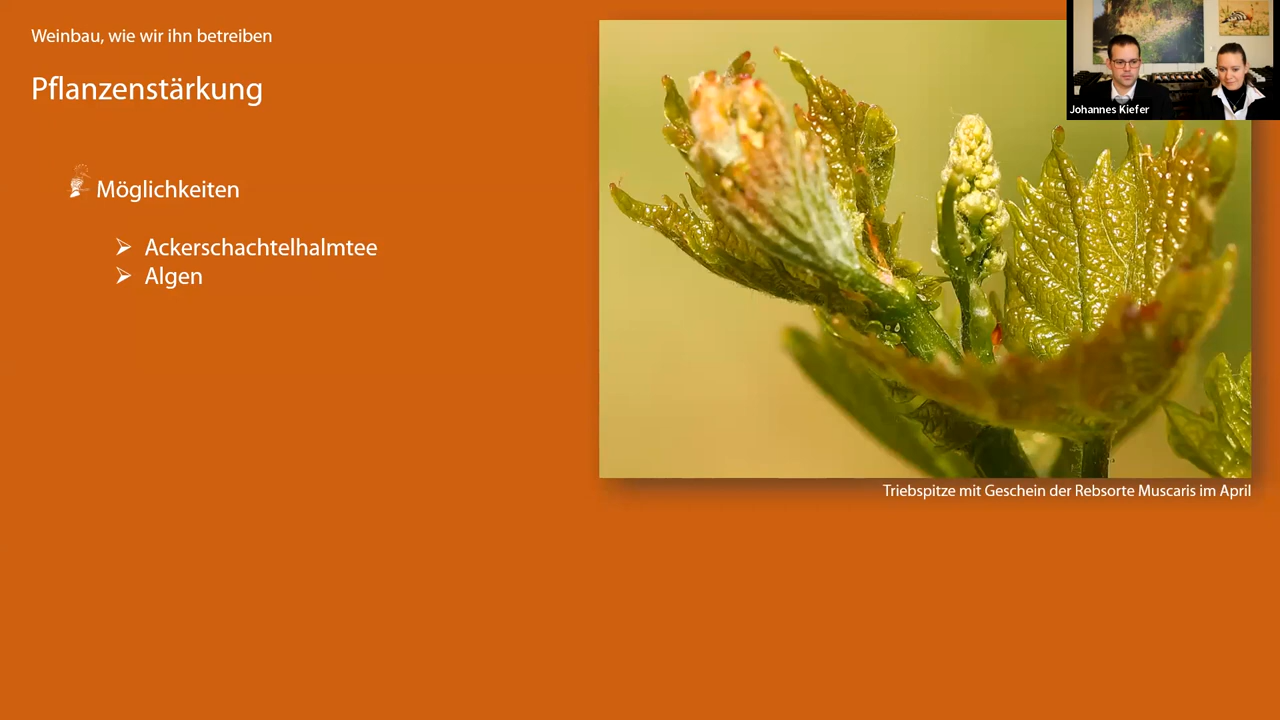 Weinbau, wie wir ihn betreiben
Pflanzenstärkung
Möglichkeiten
Ackerschachtelhalmtee
Algen
Johannes Kiefer
Triebspitze mit Geschein der Rebsorte Muscaris im April